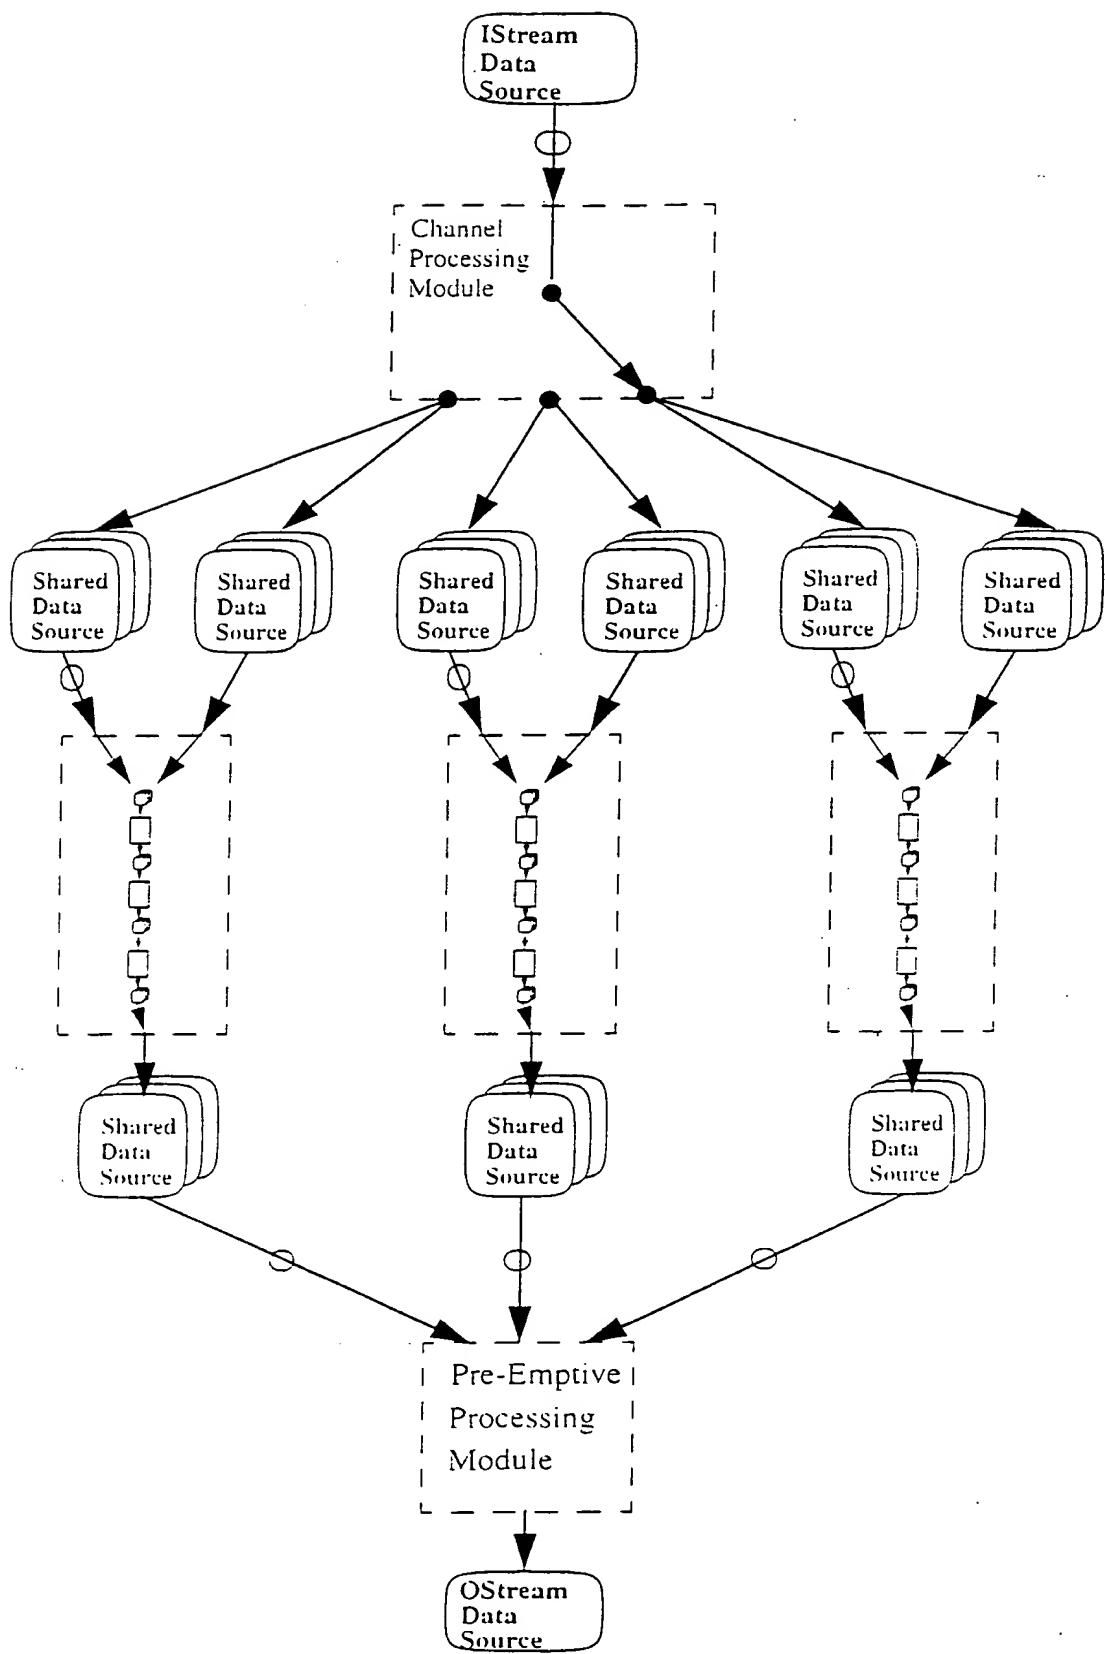 IStream
Data
Source
Channel
Processing
Module
Shared
Data
Source
Shared
Data
Source
Shared
Data
Source
Shared
Data
Source
Shared
Data
Source
Shared
Data
Source
Shared
Data
Source
Shared
Data
Source
Shared
Data
Source
Pre-Emptive
Processing
Module
OStream
Data
Source